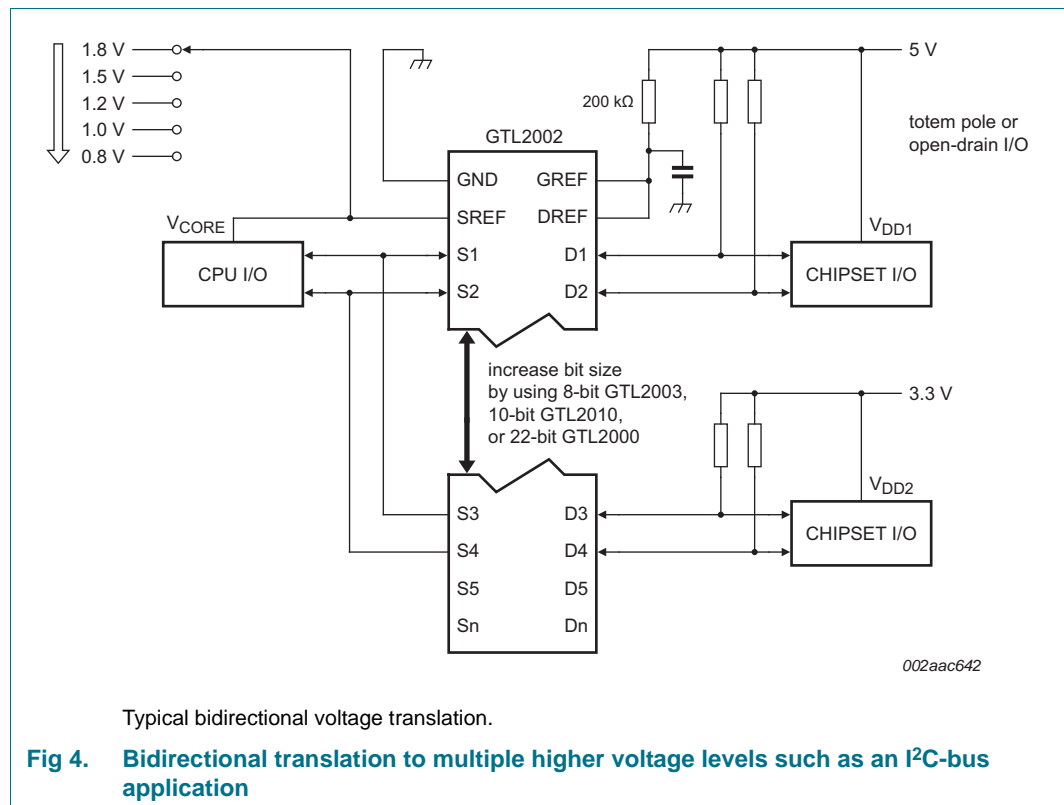 1.8 V
1.5 V
1.2 V
1.0 V
0.8 V
5 V
200 kΩ
totem pole or
open-drain I/O
GTL2002
GND
GREF
SREF
DREF
VCORE
VDD1
S1
D1
CPU I/O
CHIPSET I/O
S2
D2
increase bit size
by using 8-bit GTL2003,
10-bit GTL2010,
or 22-bit GTL2000
3.3 V
VDD2
S3
D3
CHIPSET I/O
S4
D4
S5
D5
Sn
Dn
002aac642
Typical bidirectional voltage translation.
Fig 4. Bidirectional translation to multiple higher voltage levels such as an I²C-bus
application